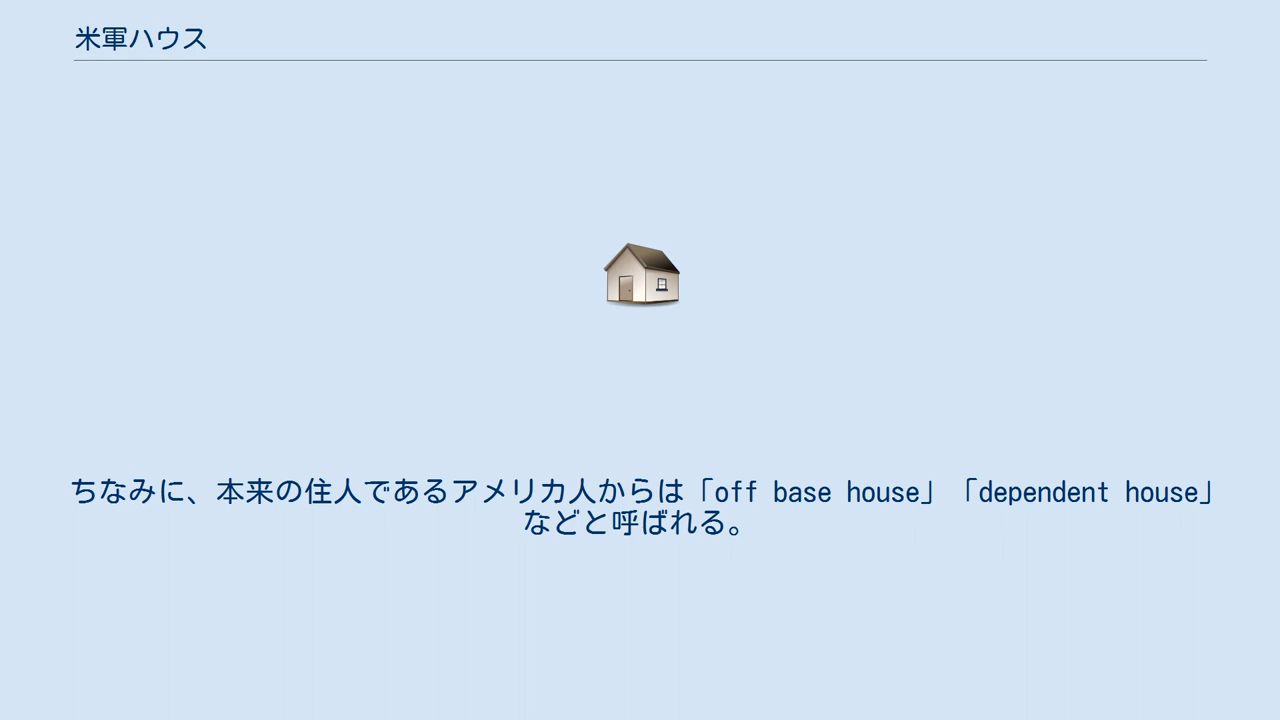 米軍ハウス
ちなみに、本来の住人であるアメリカ人からは「off base house」「dependent house」
などと呼ばれる。